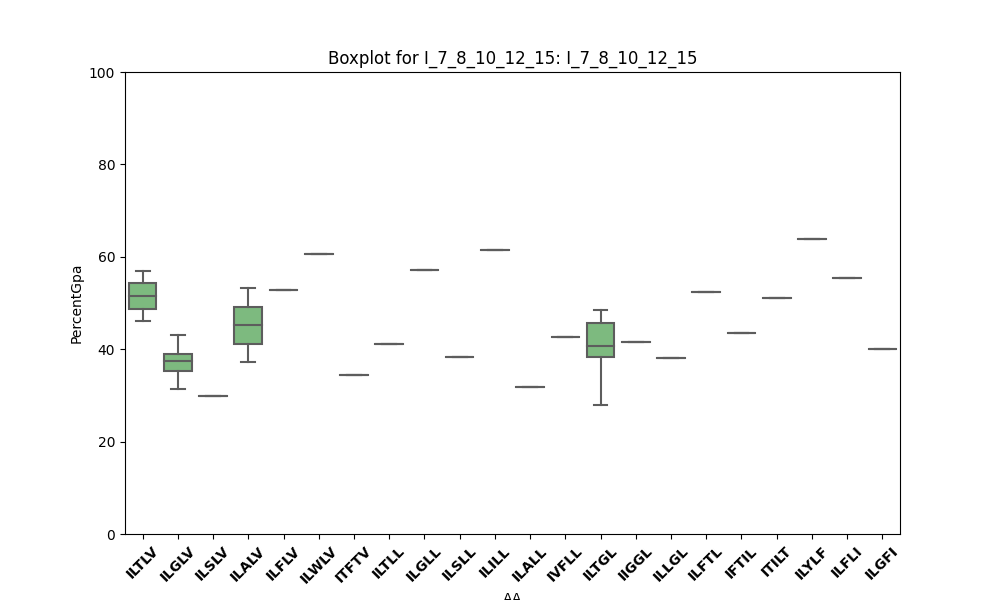 Boxplot for I_7_8_10_12_15: I_7_8_10_12_15
100
80
60
40
20
0
PercentGpa
ILTLV
ILGLV
ILSLV
ILALV
ILFLV
ILWLV
ITFTV
ILTLL
ILGLL
ILSLL
ILILL
ILALL
IVFLL
ILTGL
IIGGL
ILLGL
ILFTL
IFTIL
ITILT
ILYLF
ILFLI
ILGFI
AA